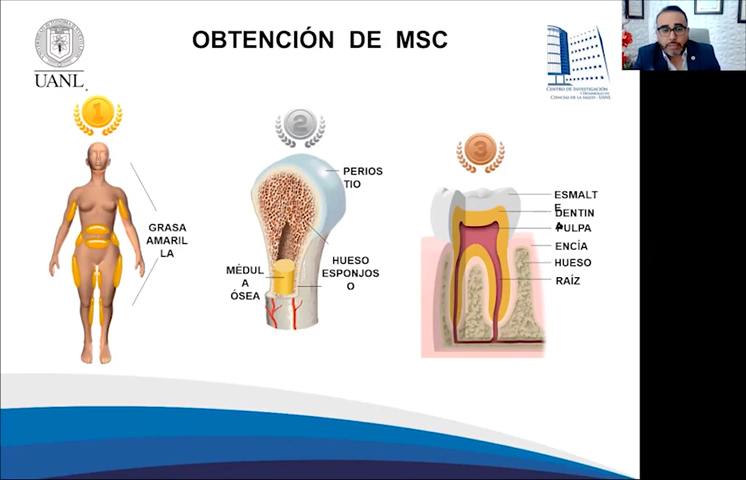 OBTENCIÓN DE MSC
UANL
CENTRO DE INVESTIGACIÓN
Y DESARROLLO EN
CIENCIAS DE LA SALUD - UANL
1
2
3
GRASA
AMARIL
LA
PERIOS
TIO
HUESO
ESPONJOS
O
MÉDUL
A
ÓSEA
ESMALT
E
DENTIN
A
PULPA
ENCÍA
HUESO
RAÍZ